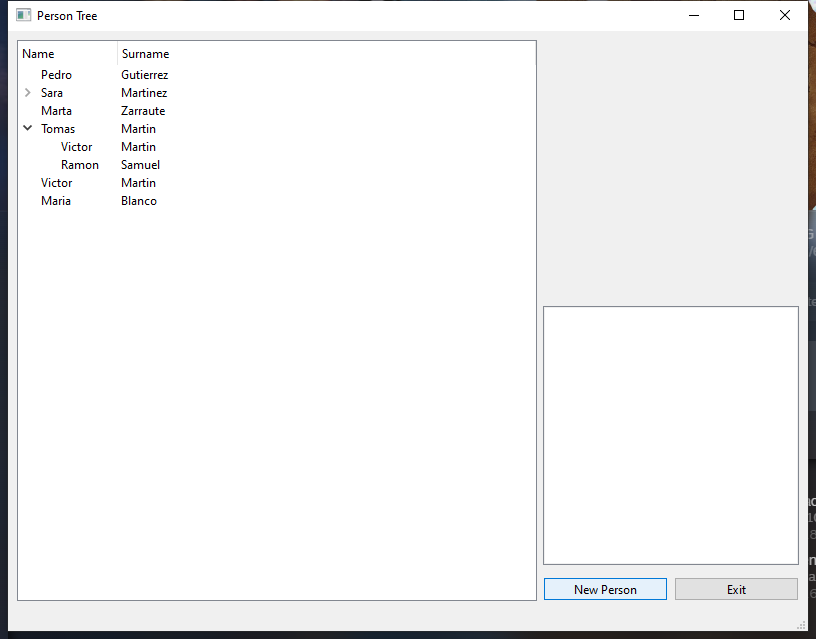 Person Tree
Name Surname
Pedro Gutierrez
Sara Martinez
Marta Zarraute
Tomas Martin
Victor Martin
Ramon Samuel
Victor Martin
Maria Blanco
New Person Exit